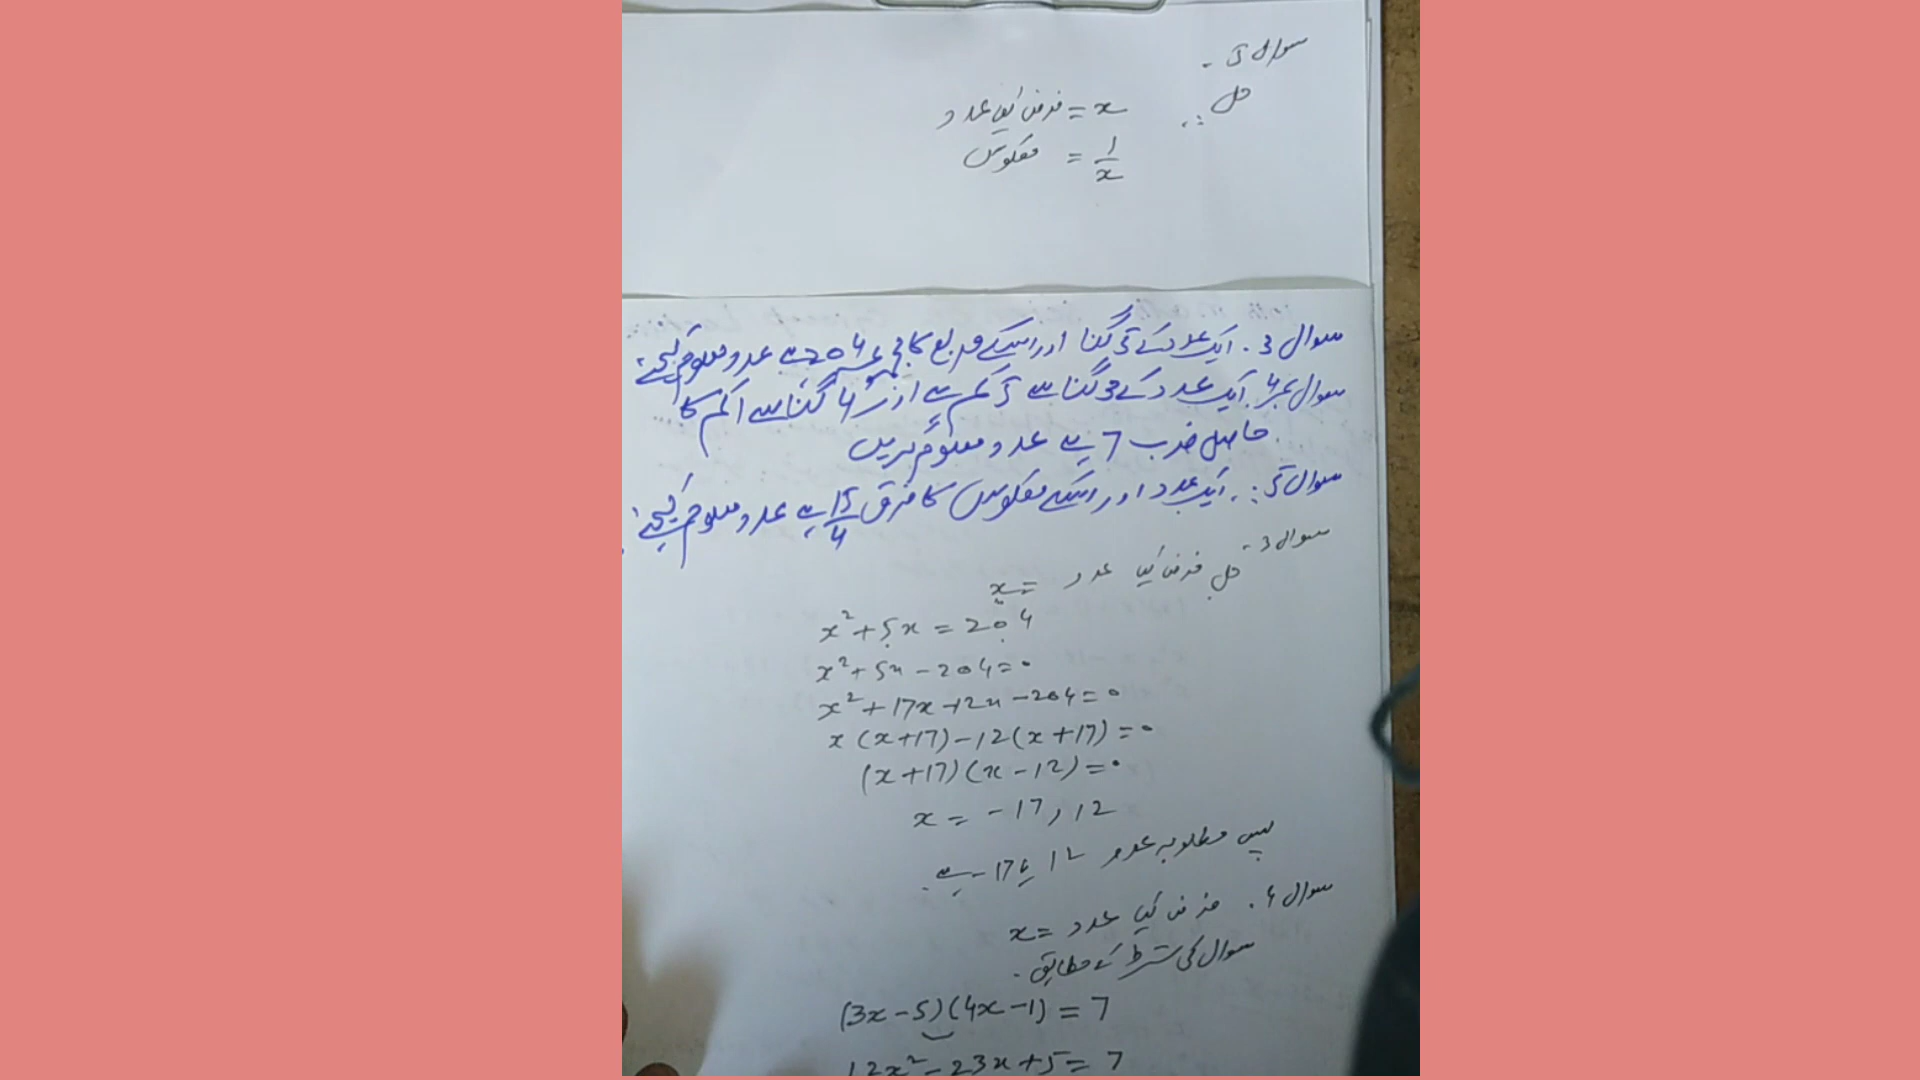 سوال 5 -
حل :.
x = فرض کیا عدد
1/x = معکوس
سوال 3 . ایک عدد کے 5 گنا اور اسکے مربع کا مجموعہ 204 ہے عدد معلوم کیجئے۔
سوال نمبر 4. ایک عدد کے 3 گنا سے 5 کم ہے اور 4 گنا سے 1 کم کا
حاصل ضرب 7 ہے عدد معلوم کریں
سوال 5 :. ایک عدد اور اسکے معکوس کا فرق 15/4 ہے عدد معلوم کیجئے۔
سوال 3 -
حل فرض کیا عدد = x
x² + 5x = 204
x² + 5x - 204 = 0
x² + 17x - 12x - 204 = 0
x (x+17) - 12 (x+17) = 0
(x+17) (x-12) = 0
x = -17, 12
پس مطلوبہ عدد 12 یا 17- ہے۔
سوال 4 . فرض کیا عدد = x
سوال کی شرط کے مطابق .
(3x-5)(4x-1) = 7
12x² - 23x + 5 = 7